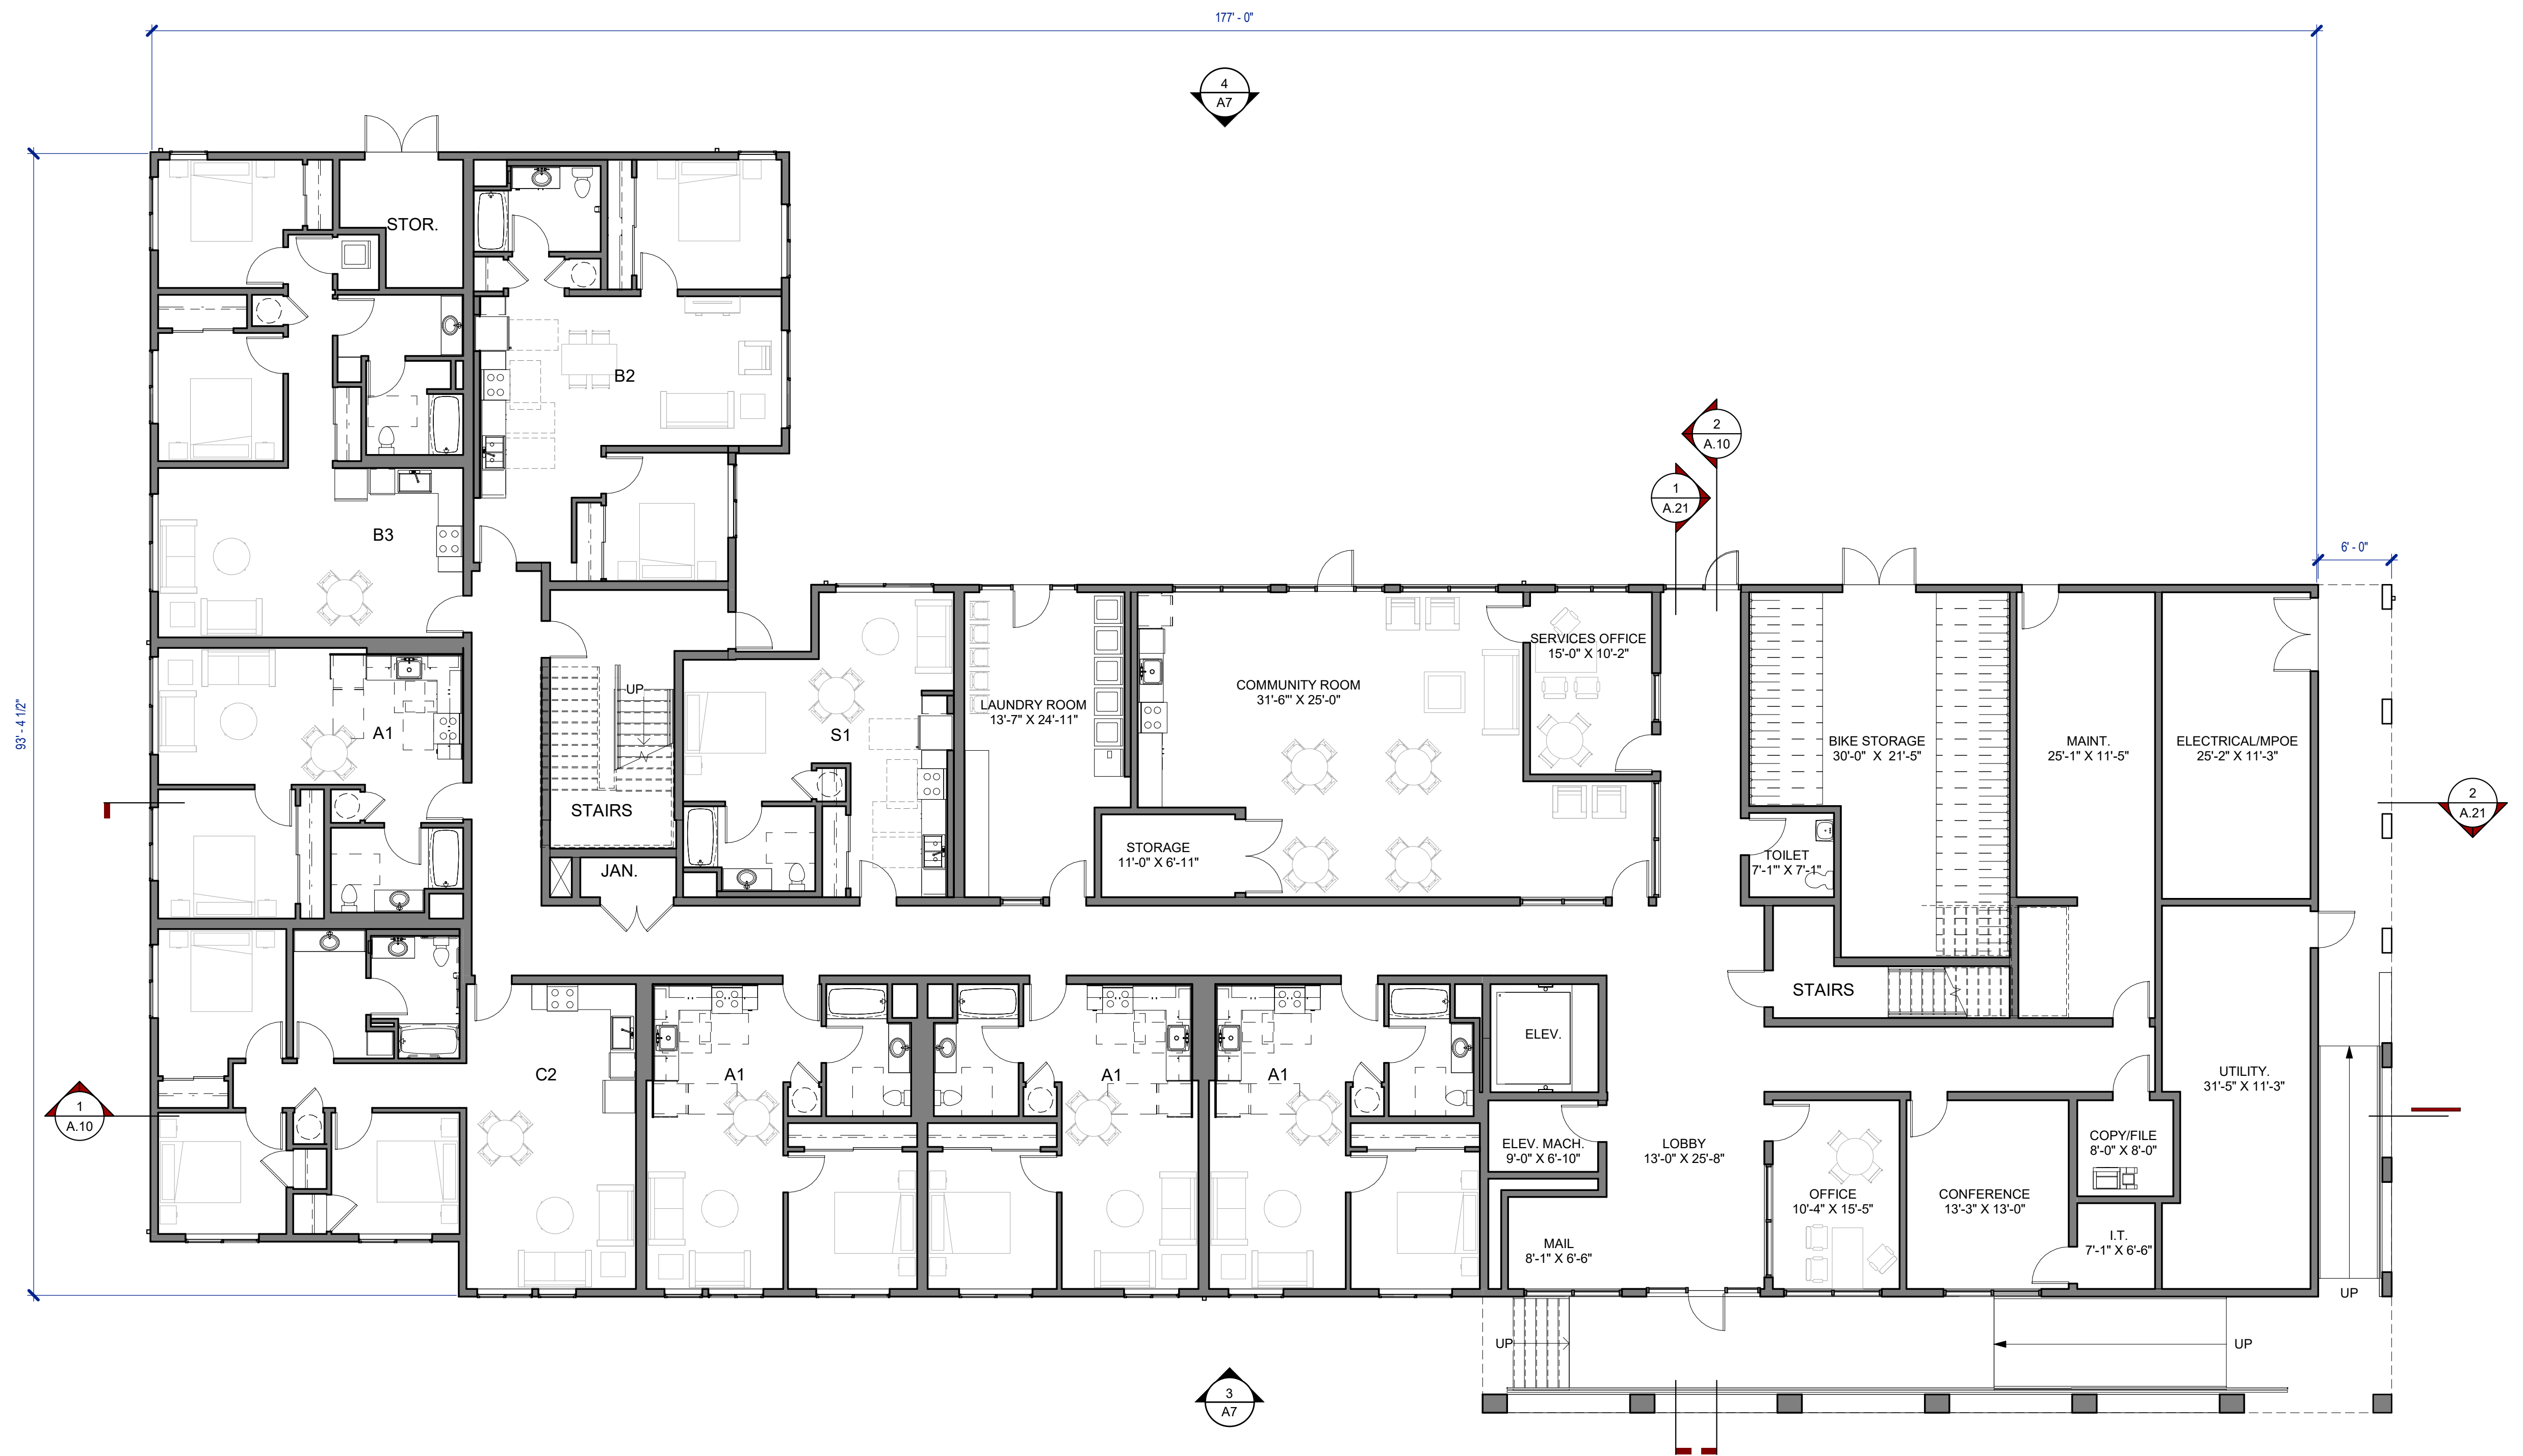 177' - 0"
4
A7
STOR.
B2
2
A.10
1
A.21
B3
6' - 0"
SERVICES OFFICE
15'-0" X 10'-2"
COMMUNITY ROOM
31'-6"' X 25'-0"
UP
LAUNDRY ROOM
13'-7" X 24'-11"
93' - 4 1/2"
A1
S1
BIKE STORAGE
30'-0" X 21'-5"
MAINT.
25'-1" X 11'-5"
ELECTRICAL/MPOE
25'-2" X 11'-3"
2
A.21
STAIRS
STORAGE
11'-0" X 6'-11"
TOILET
7'-1"' X 7'-1"
JAN.
STAIRS
ELEV.
C2
A1
A1
A1
UTILITY.
31'-5" X 11'-3"
1
A.10
ELEV. MACH.
9'-0" X 6'-10"
LOBBY
13'-0" X 25'-8"
COPY/FILE
8'-0" X 8'-0"
OFFICE
10'-4" X 15'-5"
CONFERENCE
13'-3" X 13'-0"
MAIL
8'-1" X 6'-6"
I.T.
7'-1" X 6'-6"
UP
UP
UP
3
A7